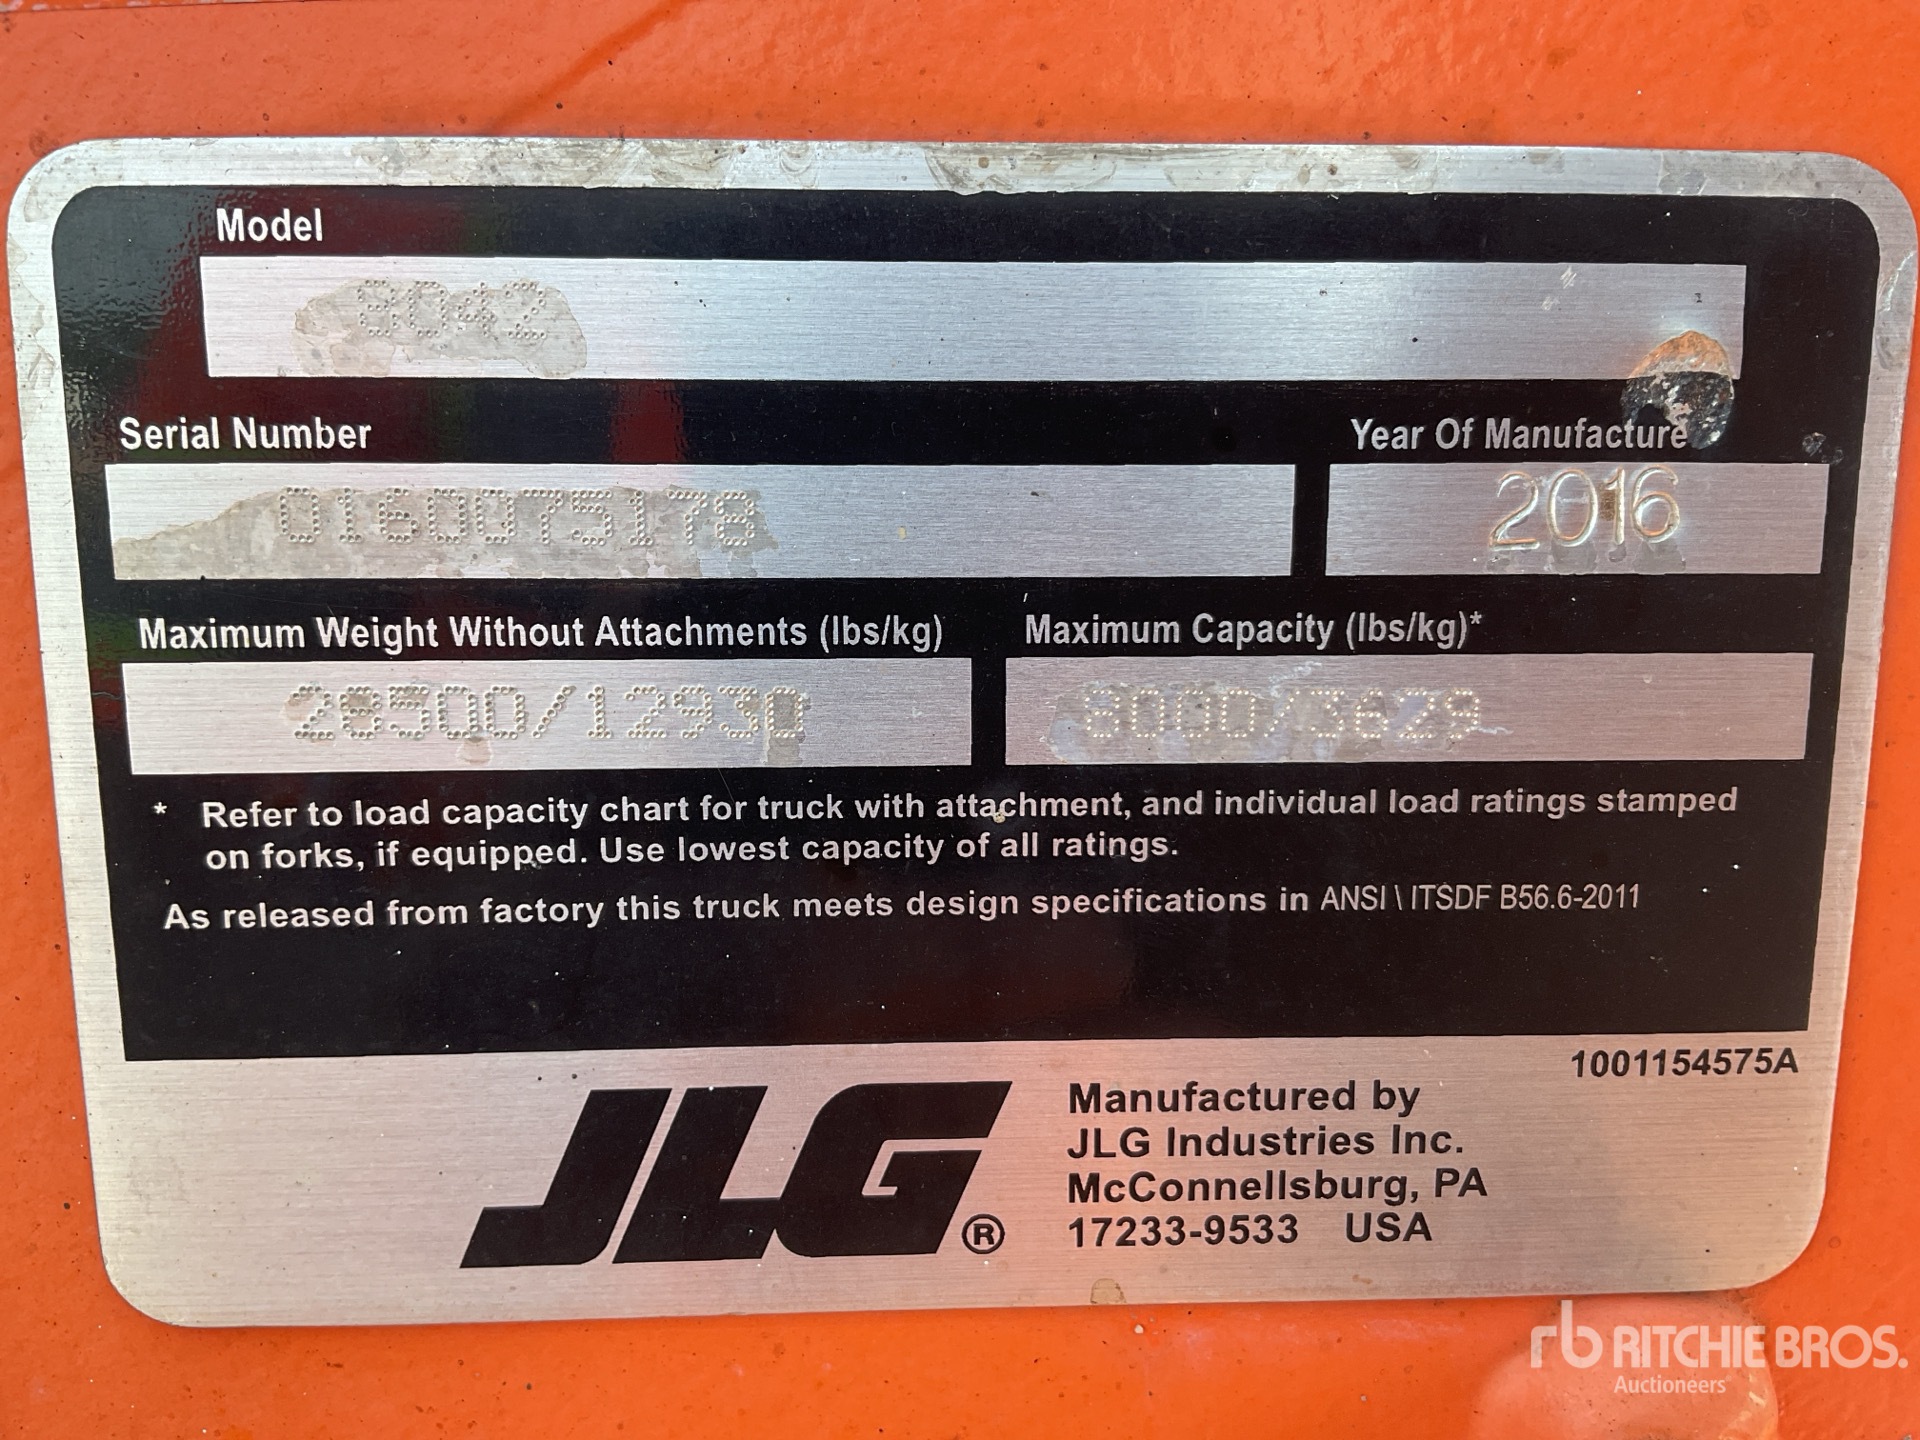 Model
8042
Serial Number
Year Of Manufacture
0160075178
2016
Maximum Weight Without Attachments (lbs/kg)
Maximum Capacity (lbs/kg)*
28500/12930
8000/3629
* Refer to load capacity chart for truck with attachment, and individual load ratings stamped
on forks, if equipped. Use lowest capacity of all ratings.
As released from factory this truck meets design specifications in ANSI \ ITSDF B56.6-2011
1001154575A
JLG®
Manufactured by
JLG Industries Inc.
McConnellsburg, PA
17233-9533 USA
rb RITCHIE BROS.
Auctioneers